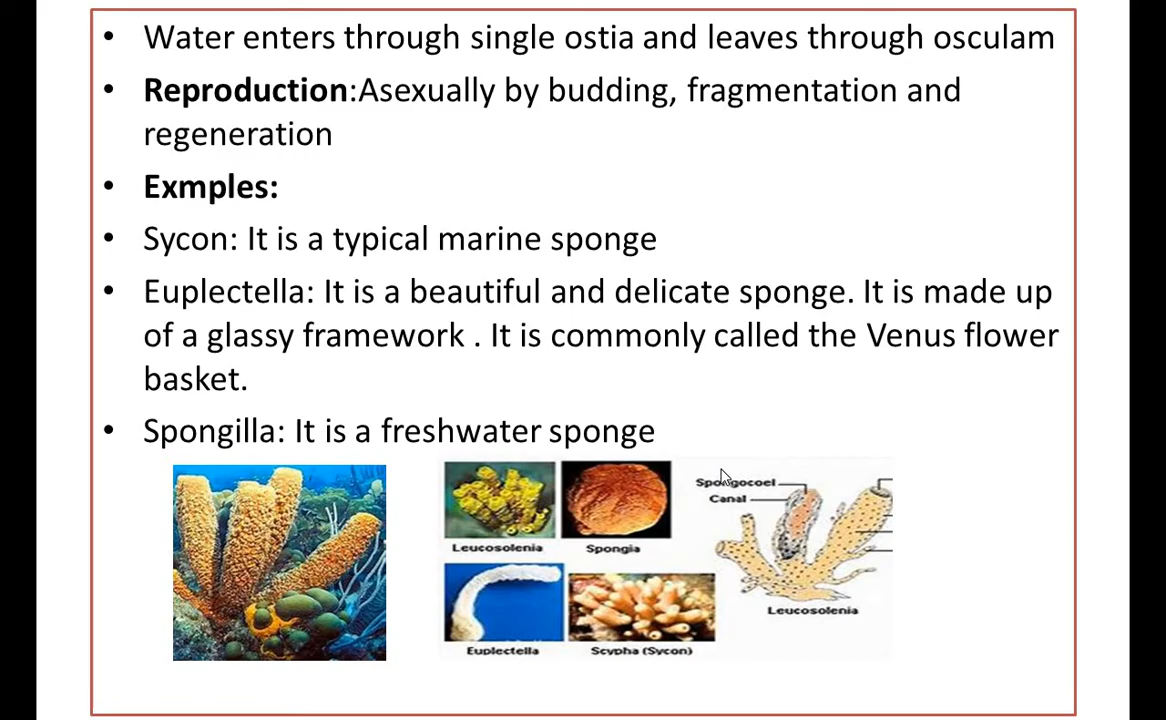 • Water enters through single ostia and leaves through osculam
• Reproduction:Asexually by budding, fragmentation and
regeneration
• Exmples:
• Sycon: It is a typical marine sponge
• Euplectella: It is a beautiful and delicate sponge. It is made up
of a glassy framework . It is commonly called the Venus flower
basket.
• Spongilla: It is a freshwater sponge
Spongocoel
Canal
Leucosolenia
Spongia
Leucosolenia
Euplectella
Scypha (Sycon)